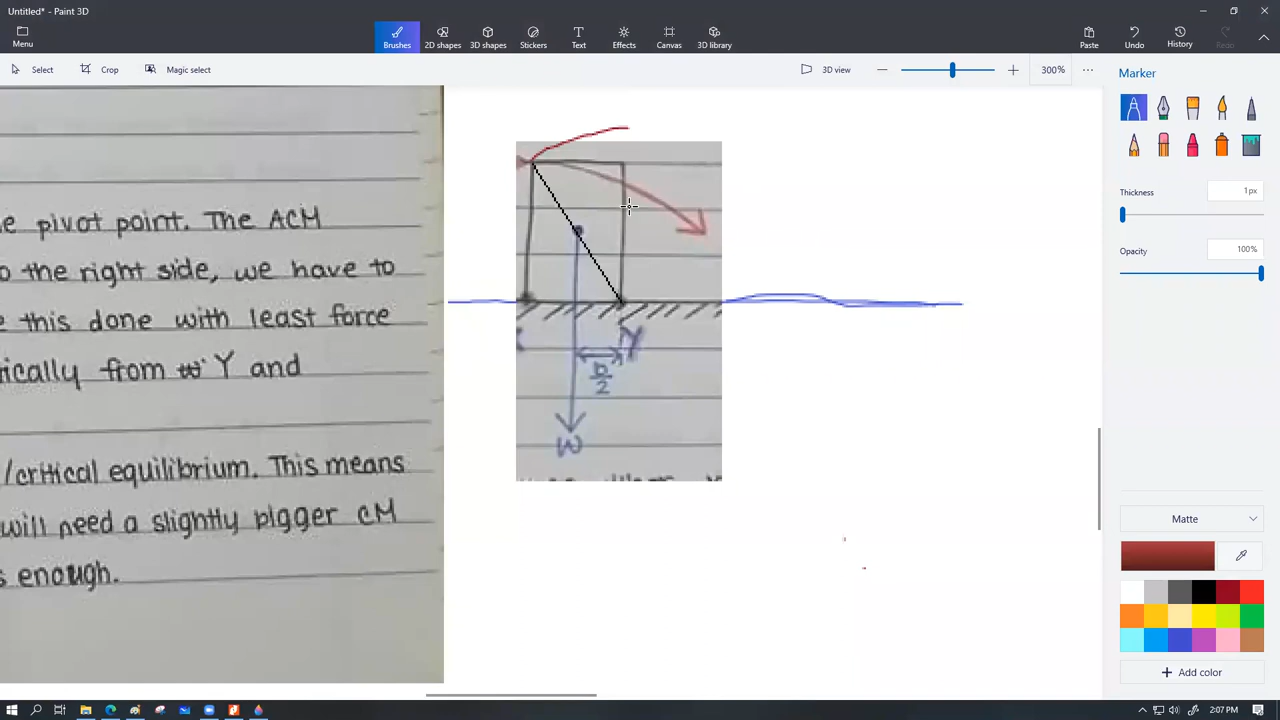 Untitled* - Paint 3D
Menu
Brushes
2D shapes
3D shapes
Stickers
Text
Effects
Canvas
3D library
Paste
Undo
History
Redo
Select
Crop
Magic select
3D view
300%
Marker
Thickness
1px
Opacity
100%
Matte
Add color
e pivot point. The ACM
o the right side, we have to
e this done with least force
rically from Y and
/critical equilibrium. This means
will need a slightly bigger CM
s enough.
Y
b/2
W
2:07 PM